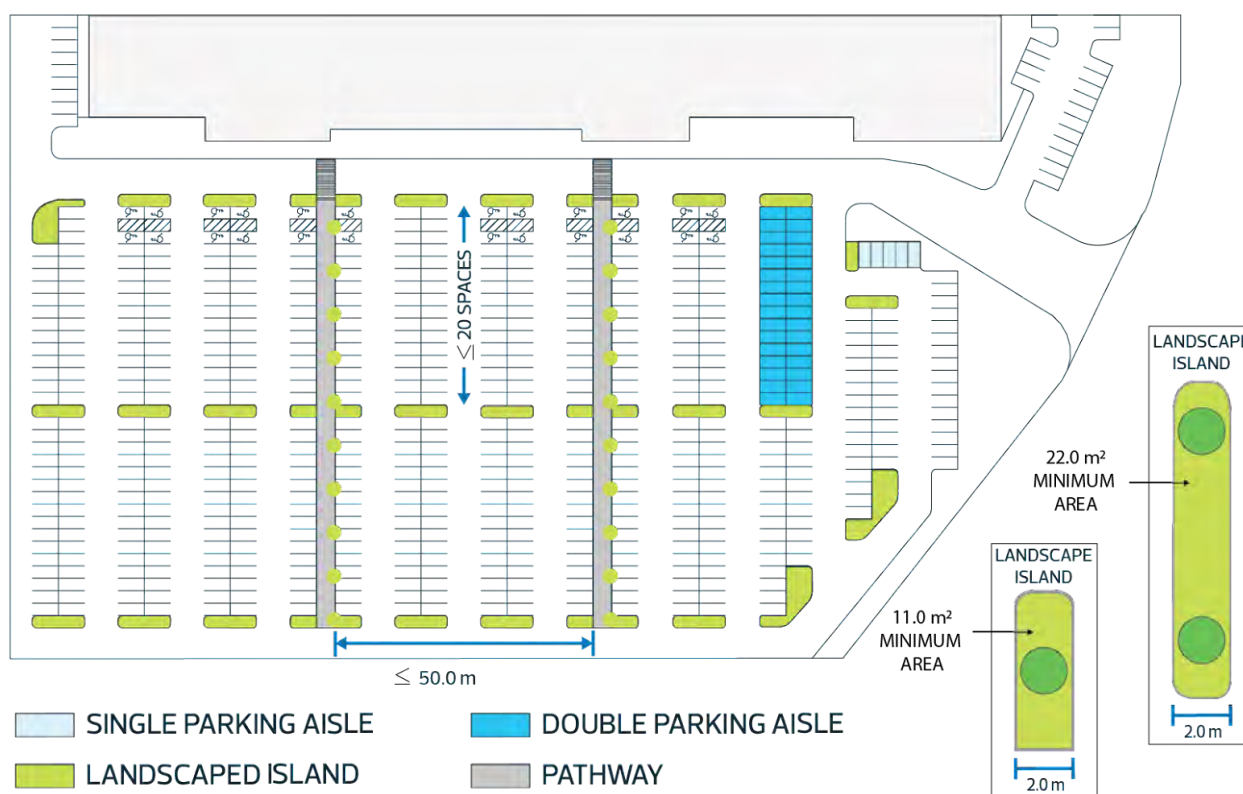 ≤ 20 SPACES
≤ 50.0 m
LANDSCAPE
ISLAND
22.0 m²
MINIMUM
AREA
2.0 m
LANDSCAPE
ISLAND
11.0 m²
MINIMUM
AREA
2.0 m
SINGLE PARKING AISLE
DOUBLE PARKING AISLE
LANDSCAPED ISLAND
PATHWAY